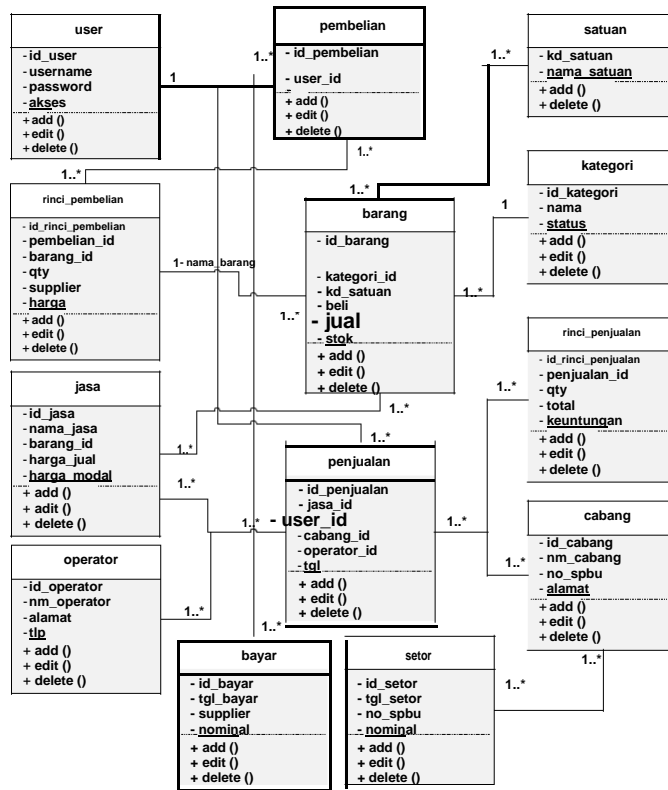 user
- id_user
- username
- password
- akses
+ add ()
+ edit ()
+ delete ()
1
pembelian
- id_pembelian
- user_id
-
+ add ()
+ edit ()
+ delete ()
1..*
1..*
satuan
- kd_satuan
- nama_satuan
+ add ()
+ delete ()
1..*
rinci_pembelian
- id_rinci_pembelian
- pembelian_id
- barang_id
- qty
- supplier
- harga
+ add ()
+ edit ()
+ delete ()
1..*
1
- nama_barang
barang
- id_barang
- kategori_id
- kd_satuan
- beli
- jual
- stok
+ add ()
+ edit ()
+ delete ()
1..*
1..*
1..*
1..*
kategori
- id_kategori
- nama
- status
+ add ()
+ edit ()
+ delete ()
1
rinci_penjualan
- id_rinci_penjualan
- penjualan_id
- qty
- total
- keuntungan
+ add ()
+ edit ()
+ delete ()
1..*
jasa
- id_jasa
- nama_jasa
- barang_id
- harga_jual
- harga_modal
+ add ()
+ adit ()
+ delete ()
1..*
1..*
penjualan
- id_penjualan
- jasa_id
- user_id
- cabang_id
- operator_id
- tgl
+ add ()
+ edit ()
+ delete ()
1..*
1..*
1..*
cabang
- id_cabang
- nm_cabang
- no_spbu
- alamat
+ add ()
+ edit ()
+ delete ()
1..*
1..*
operator
- id_operator
- nm_operator
- alamat
- tlp
+ add ()
+ edit ()
+ delete ()
1..*
bayar
- id_bayar
- tgl_bayar
- supplier
- nominal
+ add ()
+ edit ()
+ delete ()
1..*
setor
- id_setor
- tgl_setor
- no_spbu
- nominal
+ add ()
+ edit ()
+ delete ()
1..*